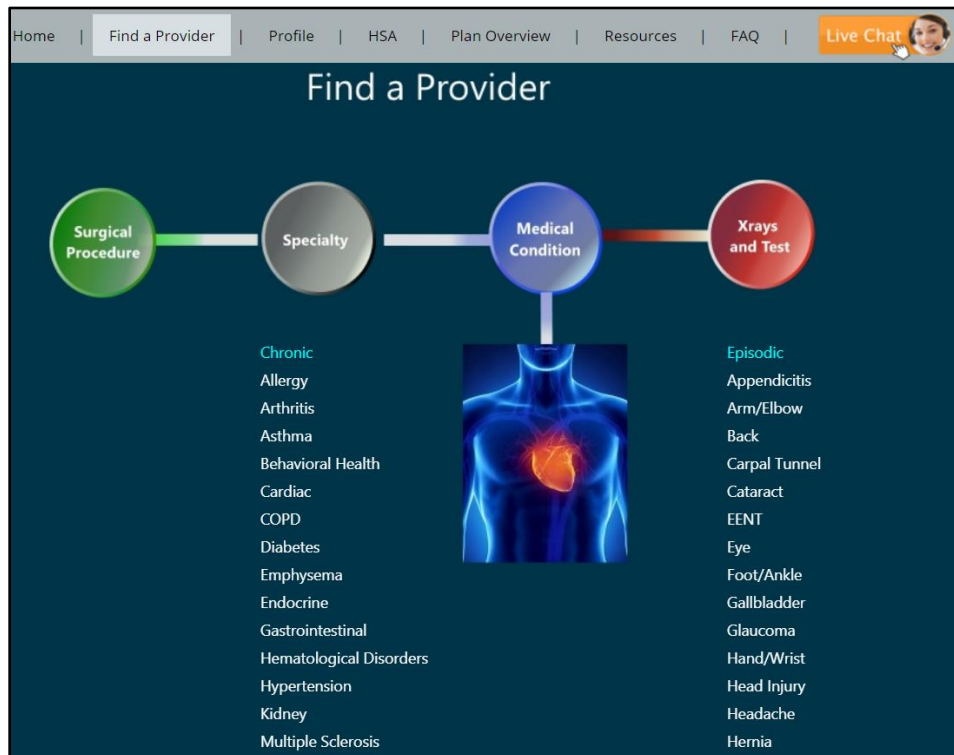 Home | Find a Provider | Profile | HSA | Plan Overview | Resources | FAQ | Live Chat
Find a Provider
Surgical
Procedure
Specialty
Medical
Condition
Xrays
and Test
Chronic
Allergy
Arthritis
Asthma
Behavioral Health
Cardiac
COPD
Diabetes
Emphysema
Endocrine
Gastrointestinal
Hematological Disorders
Hypertension
Kidney
Multiple Sclerosis
Episodic
Appendicitis
Arm/Elbow
Back
Carpal Tunnel
Cataract
EENT
Eye
Foot/Ankle
Gallbladder
Glaucoma
Hand/Wrist
Head Injury
Headache
Hernia